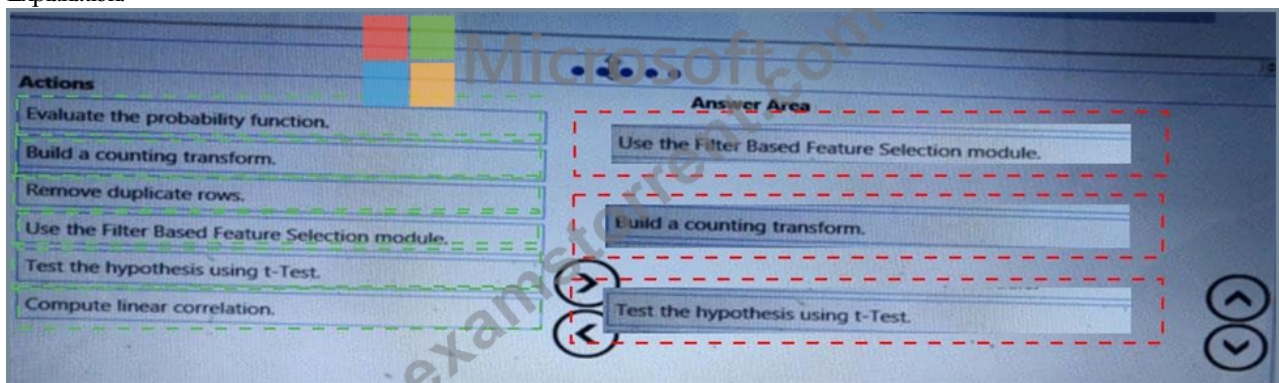 Actions
Evaluate the probability function.
Build a counting transform.
Remove duplicate rows.
Use the Filter Based Feature Selection module.
Test the hypothesis using t-Test.
Compute linear correlation.
Microsoft
Answer Area
Use the Filter Based Feature Selection module.
Build a counting transform.
Test the hypothesis using t-Test.
examstorrent.com